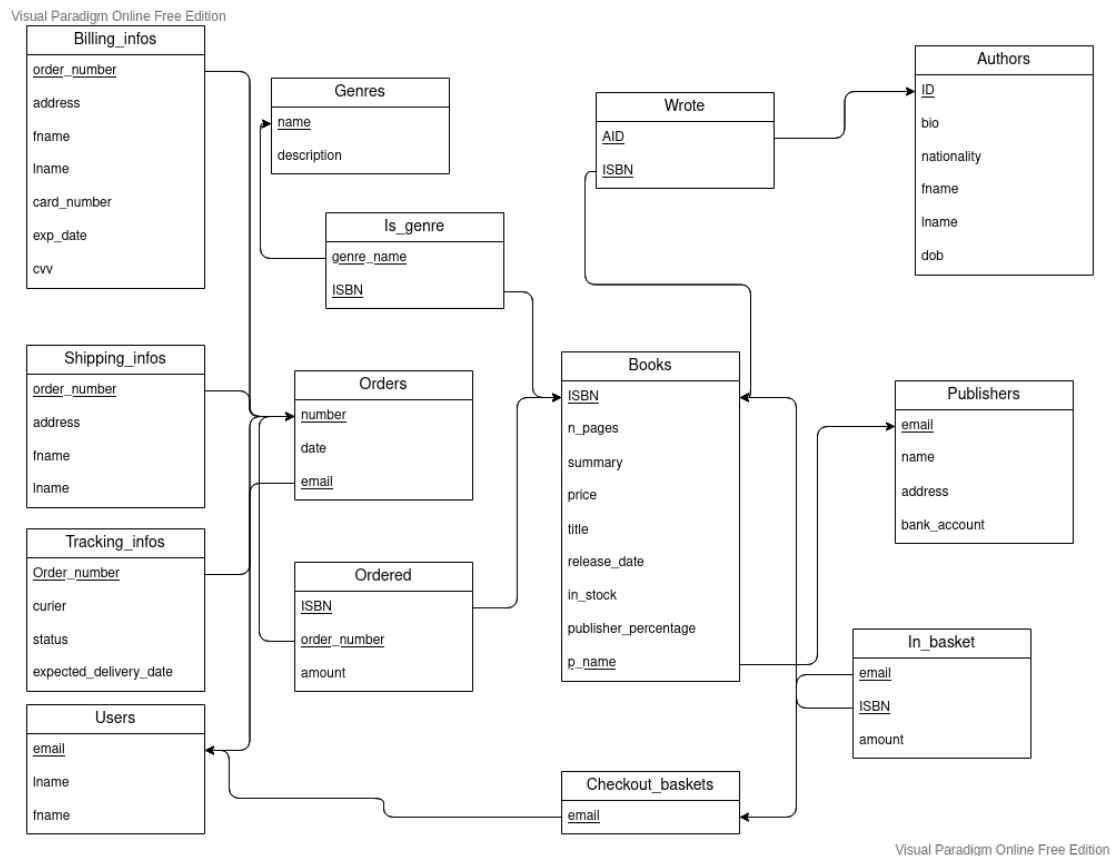 Visual Paradigm Online Free Edition
Billing_infos
order_number
address
fname
lname
card_number
exp_date
cvv
Genres
name
description
Wrote
AID
ISBN
Authors
ID
bio
nationality
fname
lname
dob
Is_genre
genre_name
ISBN
Shipping_infos
order_number
address
fname
lname
Orders
number
date
email
Books
ISBN
n_pages
summary
price
title
release_date
in_stock
publisher_percentage
p_name
Publishers
email
name
address
bank_account
Tracking_infos
Order_number
curier
status
expected_delivery_date
Ordered
ISBN
order_number
amount
In_basket
email
ISBN
amount
Users
email
lname
fname
Checkout_baskets
email
Visual Paradigm Online Free Edition